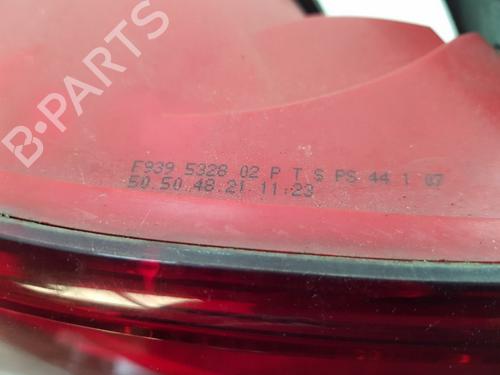 B-PARTS
F939 5328 02 P T S PS 44 1 07
50.50.48.21 11:23